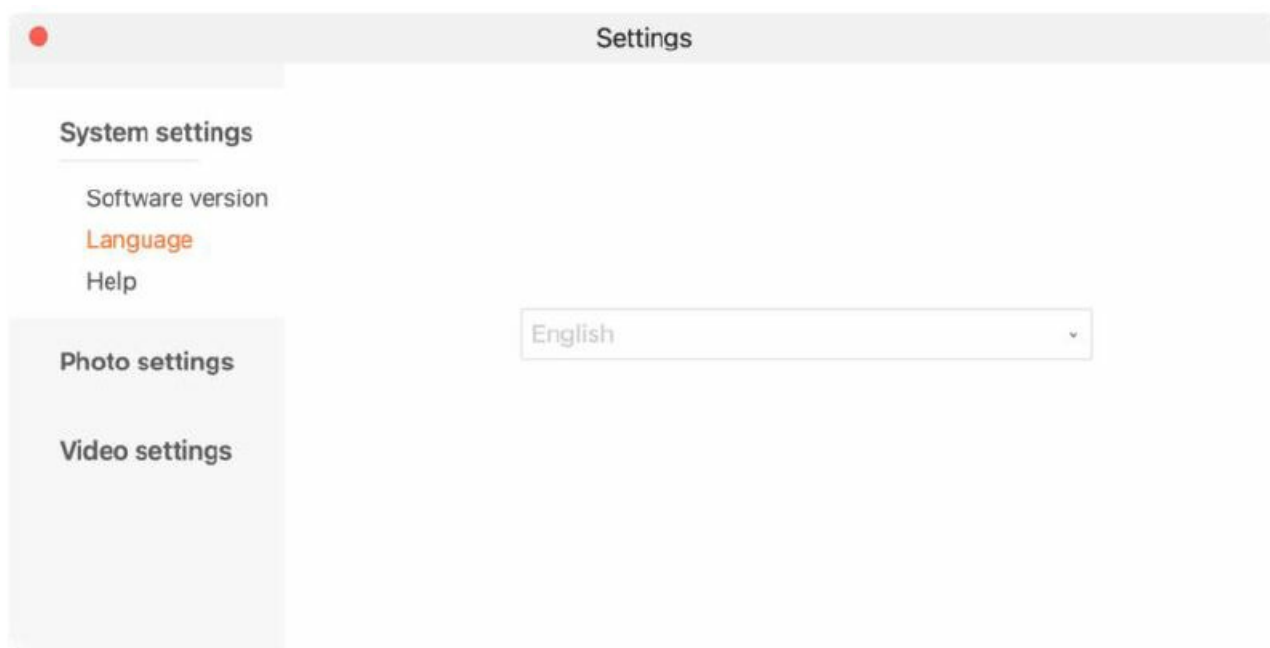 Settings
System settings
Software version
Language
Help
English
Photo settings
Video settings